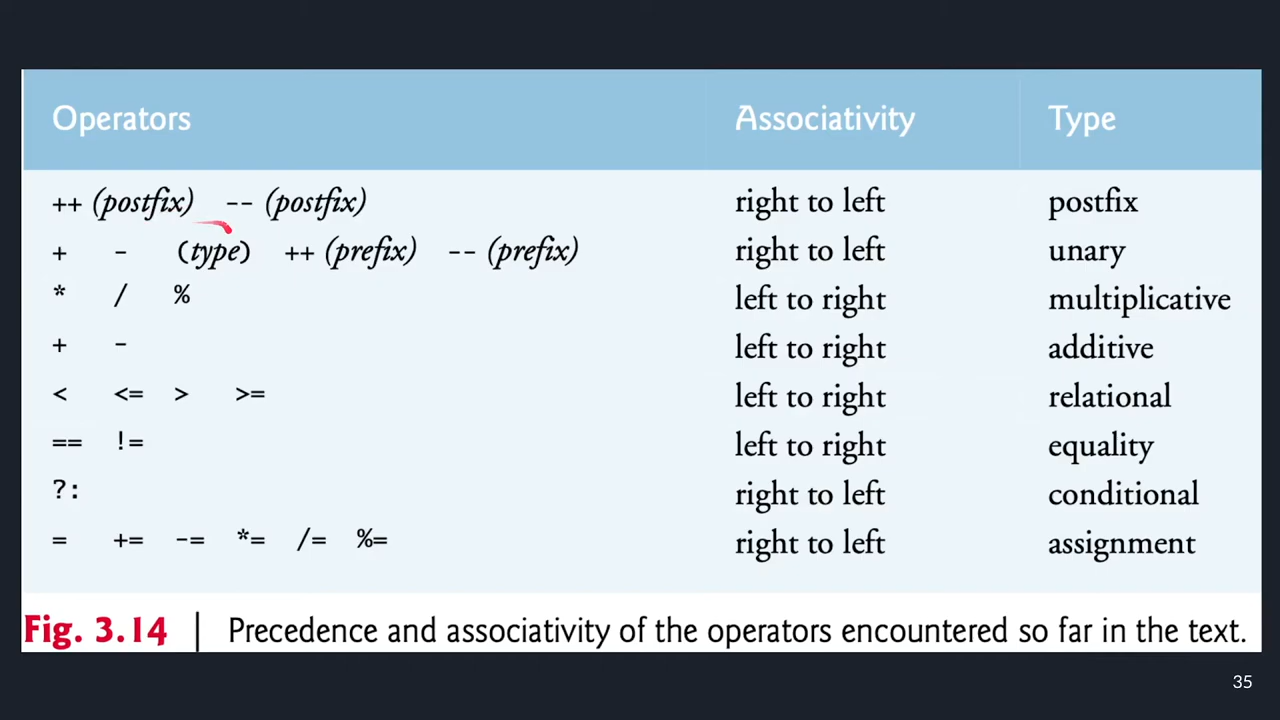 Operators Associativity Type
++ (postfix) -- (postfix) right to left postfix
+ - (type) ++ (prefix) -- (prefix) right to left unary
* / % left to right multiplicative
+ - left to right additive
< <= > >= left to right relational
== != left to right equality
?: right to left conditional
= += -= *= /= %= right to left assignment
Fig. 3.14 | Precedence and associativity of the operators encountered so far in the text.
35